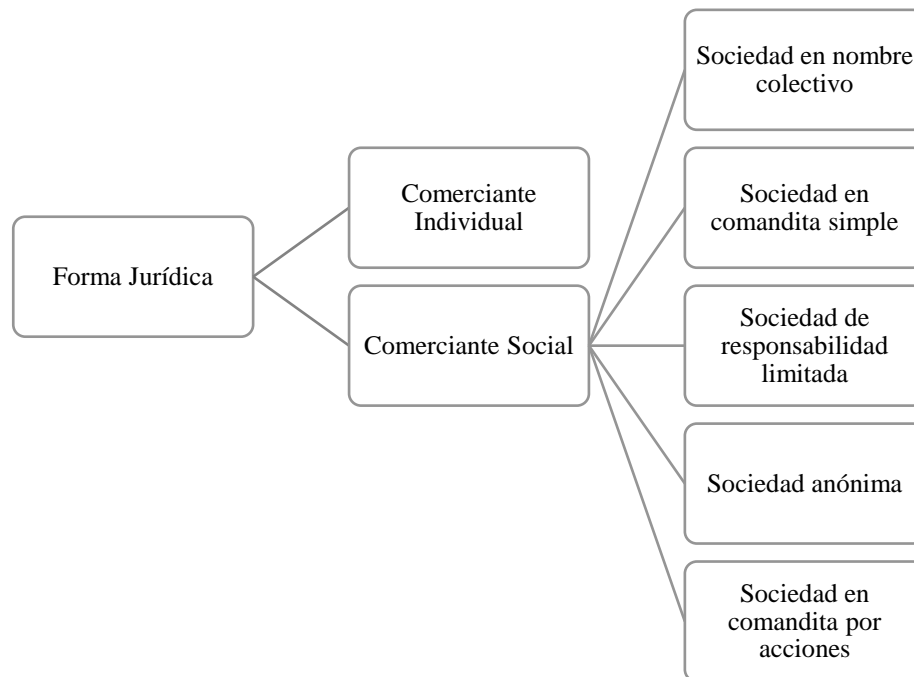 Forma Jurídica
Comerciante
Individual
Comerciante Social
Sociedad en nombre
colectivo
Sociedad en
comandita simple
Sociedad de
responsabilidad
limitada
Sociedad anónima
Sociedad en
comandita por
acciones